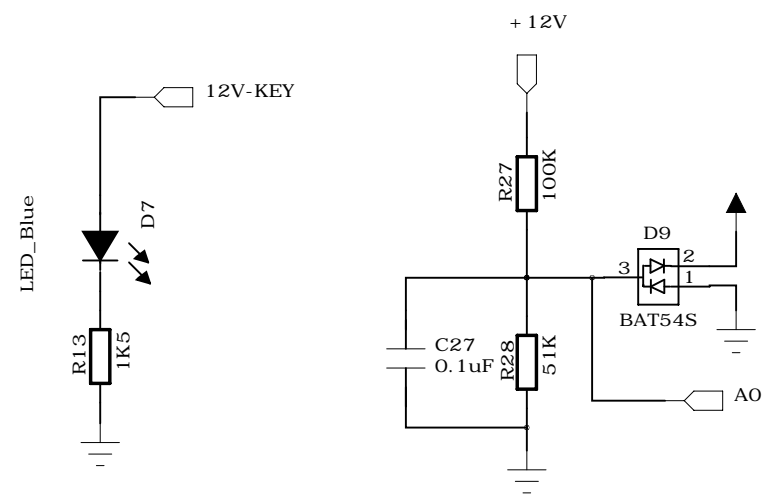 +12V
12V-KEY
R27
100K
LED_Blue
D7
D9
3
2
1
BAT54S
R13
1K5
C27
0.1uF
R28
51K
A0